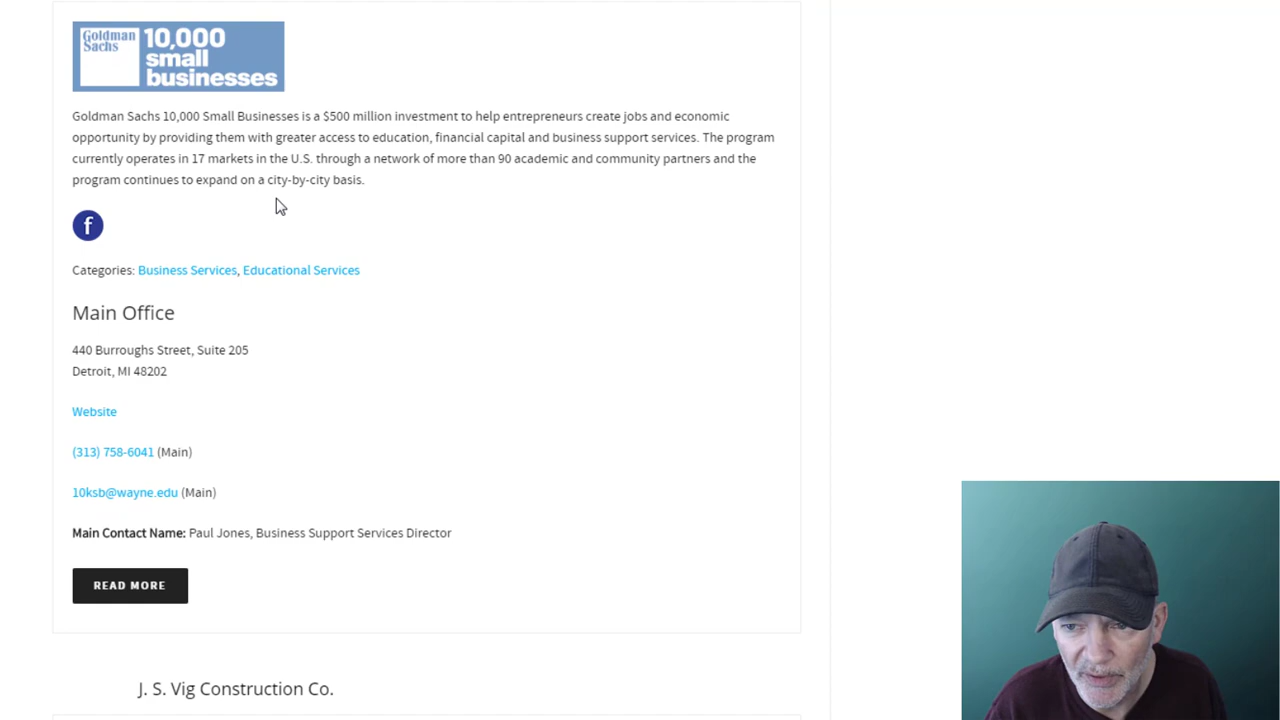 Goldman
Sachs
10,000
small
businesses
Goldman Sachs 10,000 Small Businesses is a $500 million investment to help entrepreneurs create jobs and economic
opportunity by providing them with greater access to education, financial capital and business support services. The program
currently operates in 17 markets in the U.S. through a network of more than 90 academic and community partners and the
program continues to expand on a city-by-city basis.
f
Categories: Business Services, Educational Services
Main Office
440 Burroughs Street, Suite 205
Detroit, MI 48202
Website
(313) 758-6041 (Main)
10ksb@wayne.edu (Main)
Main Contact Name: Paul Jones, Business Support Services Director
READ MORE
J. S. Vig Construction Co.